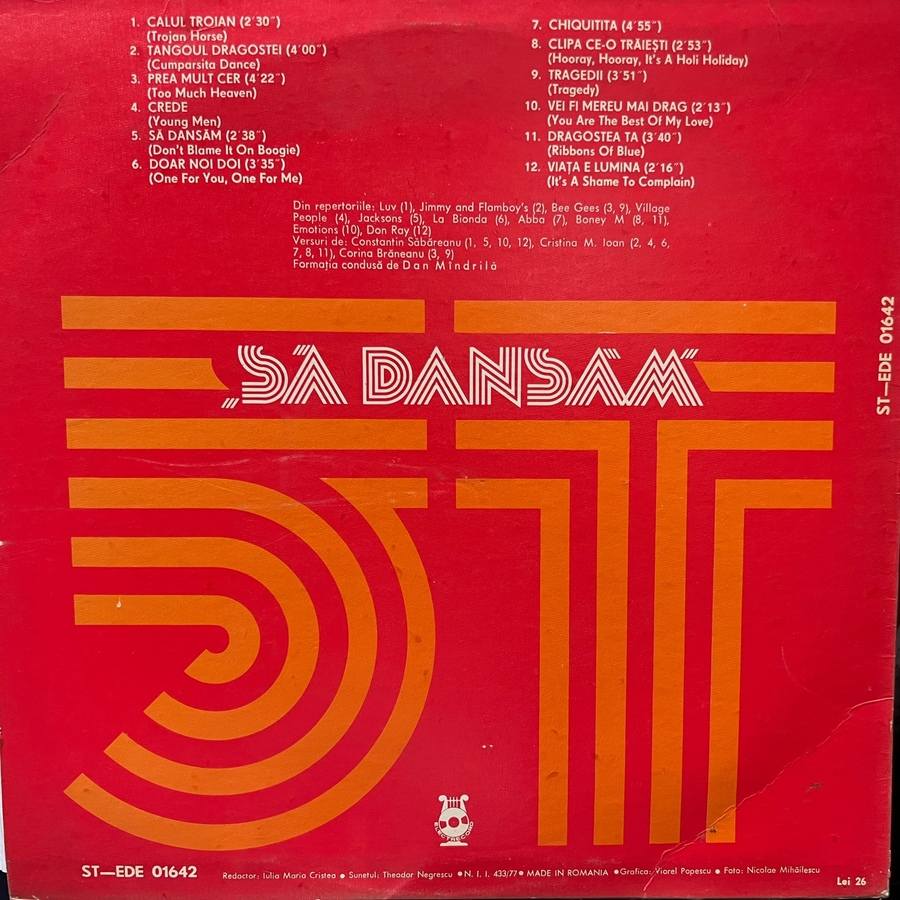 1. CALUL TROIAN (2′30″)
(Trojan Horse)
2. TANGOUL DRAGOSTEI (4′00″)
(Cumparsita Dance)
3. PREA MULT CER (4′22″)
(Too Much Heaven)
4. CREDE
(Young Men)
5. SĂ DANSĂM (2′38″)
(Don't Blame It On Boogie)
6. DOAR NOI DOI (3′35″)
(One For You, One For Me)
7. CHIQUITITA (4′55″)
8. CLIPA CE-O TRĂIEȘTI (2′53″)
(Hooray, Hooray, It's A Holi Holiday)
9. TRAGEDII (3′51″)
(Tragedy)
10. VEI FI MEREU MAI DRAG (2′13″)
(You Are The Best Of My Love)
11. DRAGOSTEA TA (3′40″)
(Ribbons Of Blue)
12. VIAȚA E LUMINA (2′16″)
(It's A Shame To Complain)
Din repertoriile: Luv (1), Jimmy and Flamboy's (2), Bee Gees (3, 9), Village
People (4), Jacksons (5), La Bionda (6), Abba (7), Boney M (8, 11),
Emotions (10), Don Ray (12)
Versuri de: Constantin Săbăreanu (1, 5, 10, 12), Cristina M. Ioan (2, 4, 6,
7, 8, 11), Corina Brăneanu (3, 9)
Formația condusă de Dan Mîndrilă
„SĂ DANSĂM"
ST
ST—EDE 01642
ELECTRECORD
ST—EDE 01642
Redactor: Iulia Maria Cristea ● Sunetul: Theodor Negrescu ● N. I. I. 433/77 ● MADE IN ROMANIA ● Grafica: Viorel Popescu ● Foto: Nicolae Mihăilescu
Lei 26